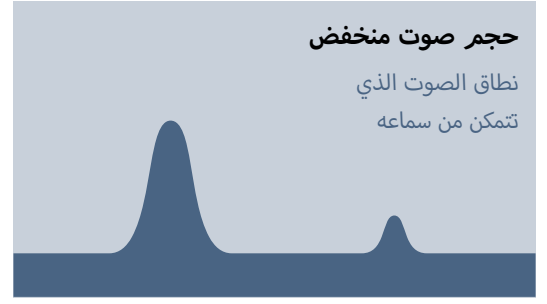 حجم صوت منخفض
نطاق الصوت الذي
تتمكن من سماعه